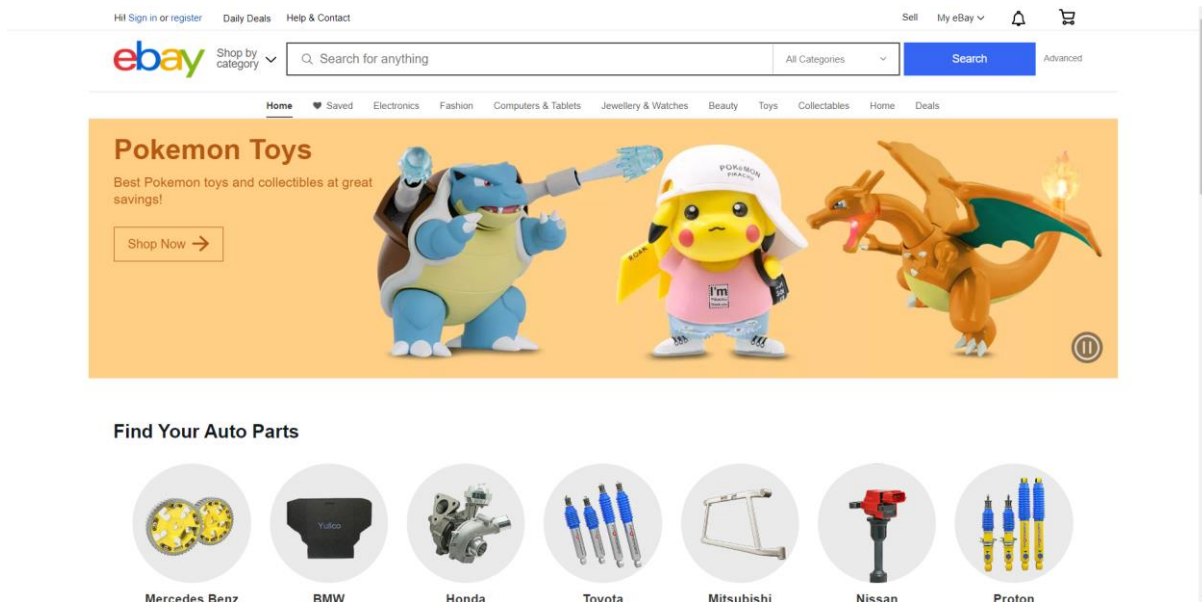 Hi! Sign in or register Daily Deals Help & Contact Sell My eBay
ebay
Shop by
category
Search for anything
All Categories
Search
Advanced
Home Saved Electronics Fashion Computers & Tablets Jewellery & Watches Beauty Toys Collectables Home Deals
Pokemon Toys
Best Pokemon toys and collectibles at great
savings!
Shop Now
POKéMON
PIKACHU
ROAR
I'm
Find Your Auto Parts
Yulico
Mercedes Benz BMW Honda Toyota Mitsubishi Nissan Proton